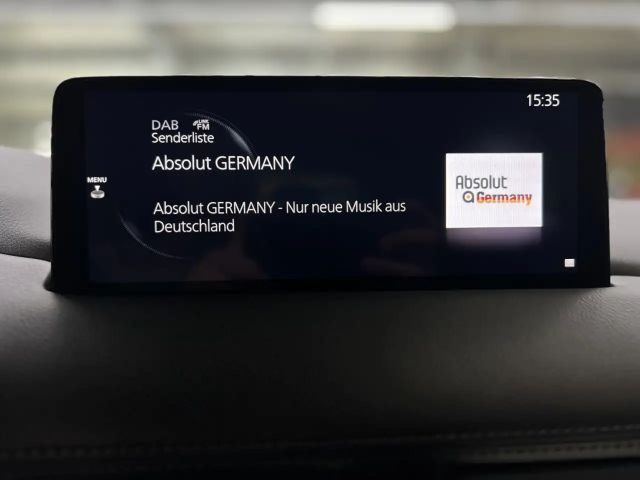 15:35
DAB LINK FM
Senderliste
Absolut GERMANY
MENU
Absolut GERMANY - Nur neue Musik aus
Deutschland
Absolut
Germany